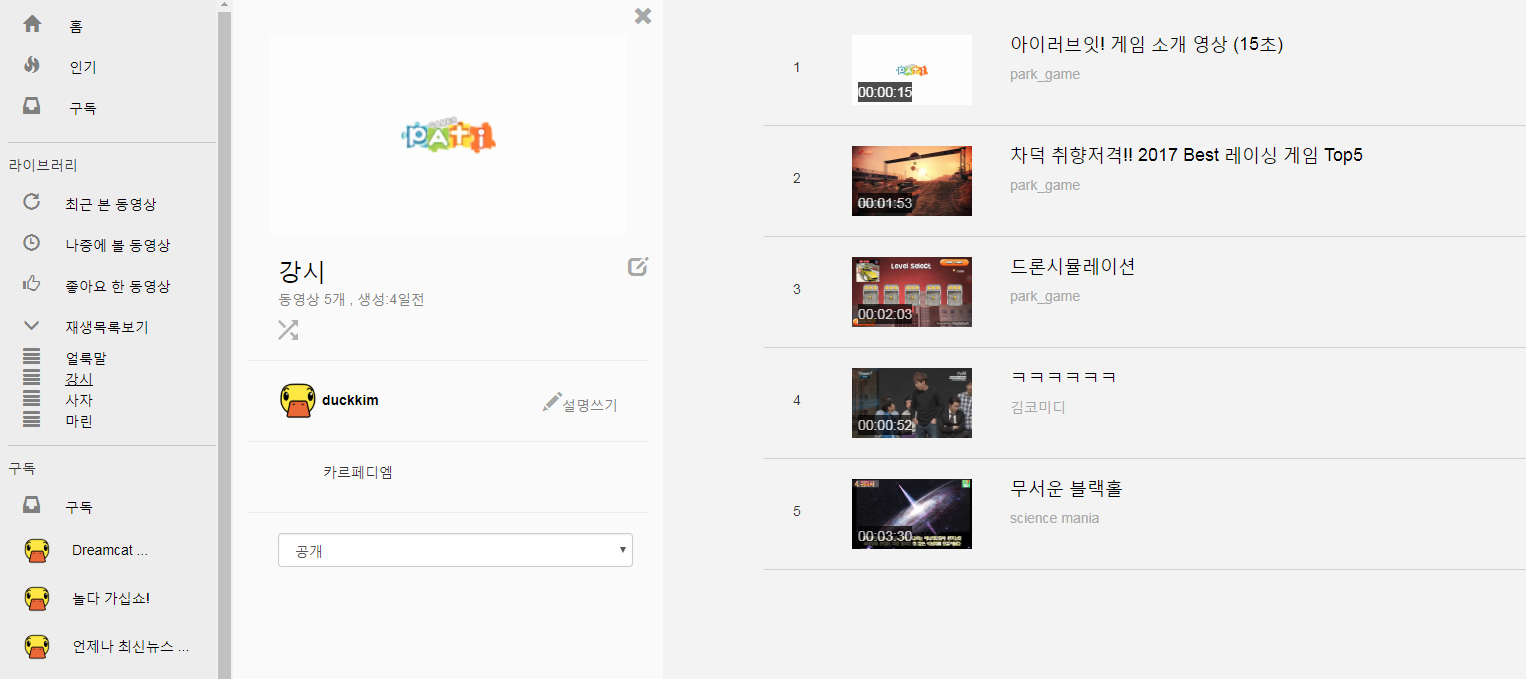 홈
인기
구독
라이브러리
최근 본 동영상
나중에 볼 동영상
좋아요 한 동영상
재생목록보기
얼룩말
강시
사자
마린
구독
구독
Dreamcat ...
놀다 가십쇼!
언제나 최신뉴스 ...
pati
강시
동영상 5개 , 생성:4일전
duckkim
설명쓰기
카르페디엠
공개
1
pati
00:00:15
아이러브잇! 게임 소개 영상 (15초)
park_game
2
00:01:53
차덕 취향저격!! 2017 Best 레이싱 게임 Top5
park_game
3
Level Select
00:02:03
드론시뮬레이션
park_game
4
00:00:52
ㅋㅋㅋㅋㅋㅋ
김코미디
5
00:03:30
무서운 블랙홀
science mania